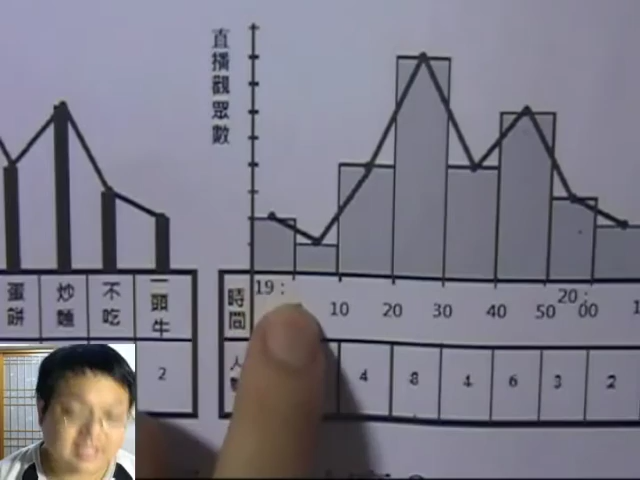 直播觀眾數
蛋餅 炒麵 不吃 一頭牛
2
時間 19: 10 20 30 40 50 20:00
人 4 8 4 6 3 2